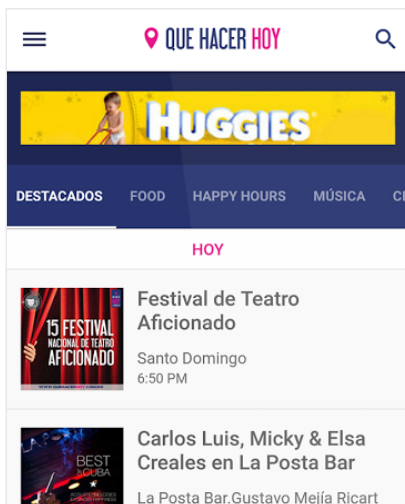 QUE HACER HOY
HUGGIES
DESTACADOS FOOD HAPPY HOURS MÚSICA
HOY
15 FESTIVAL
NACIONAL DE TEATRO
AFICIONADO
Festival de Teatro
Aficionado
Santo Domingo
6:50 PM
BEST
CUBA
Carlos Luis, Micky & Elsa
Creales en La Posta Bar
La Posta Bar.Gustavo Mejía Ricart